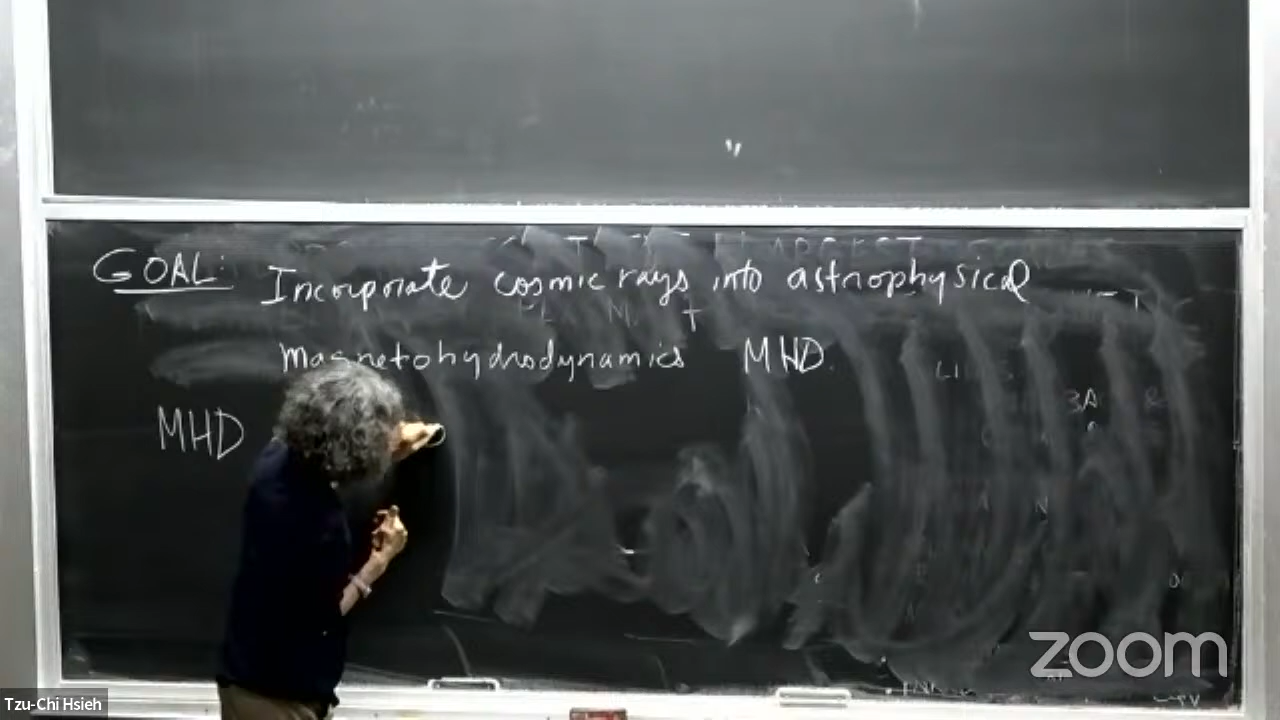 GOAL: Incorporate cosmic rays into astrophysical
magnetohydrodynamics MHD.
MHD
zoom
Tzu-Chi Hsieh